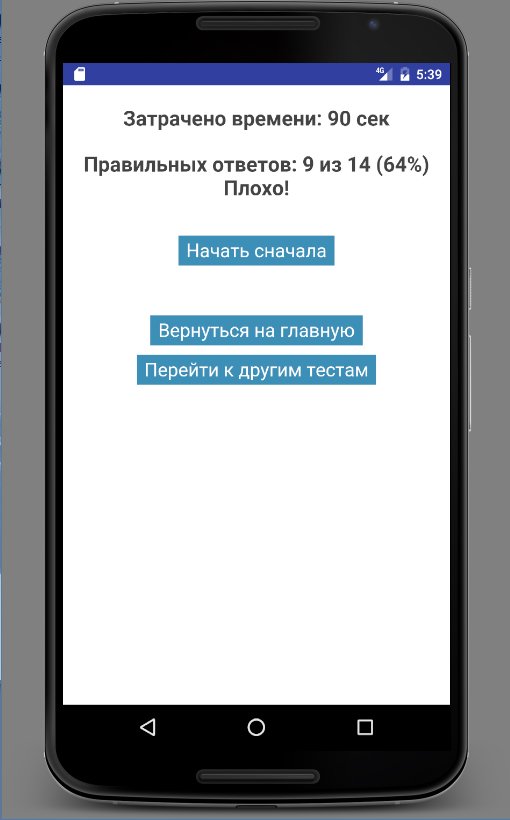 4G 5:39
Затрачено времени: 90 сек
Правильных ответов: 9 из 14 (64%)
Плохо!
Начать сначала
Вернуться на главную
Перейти к другим тестам